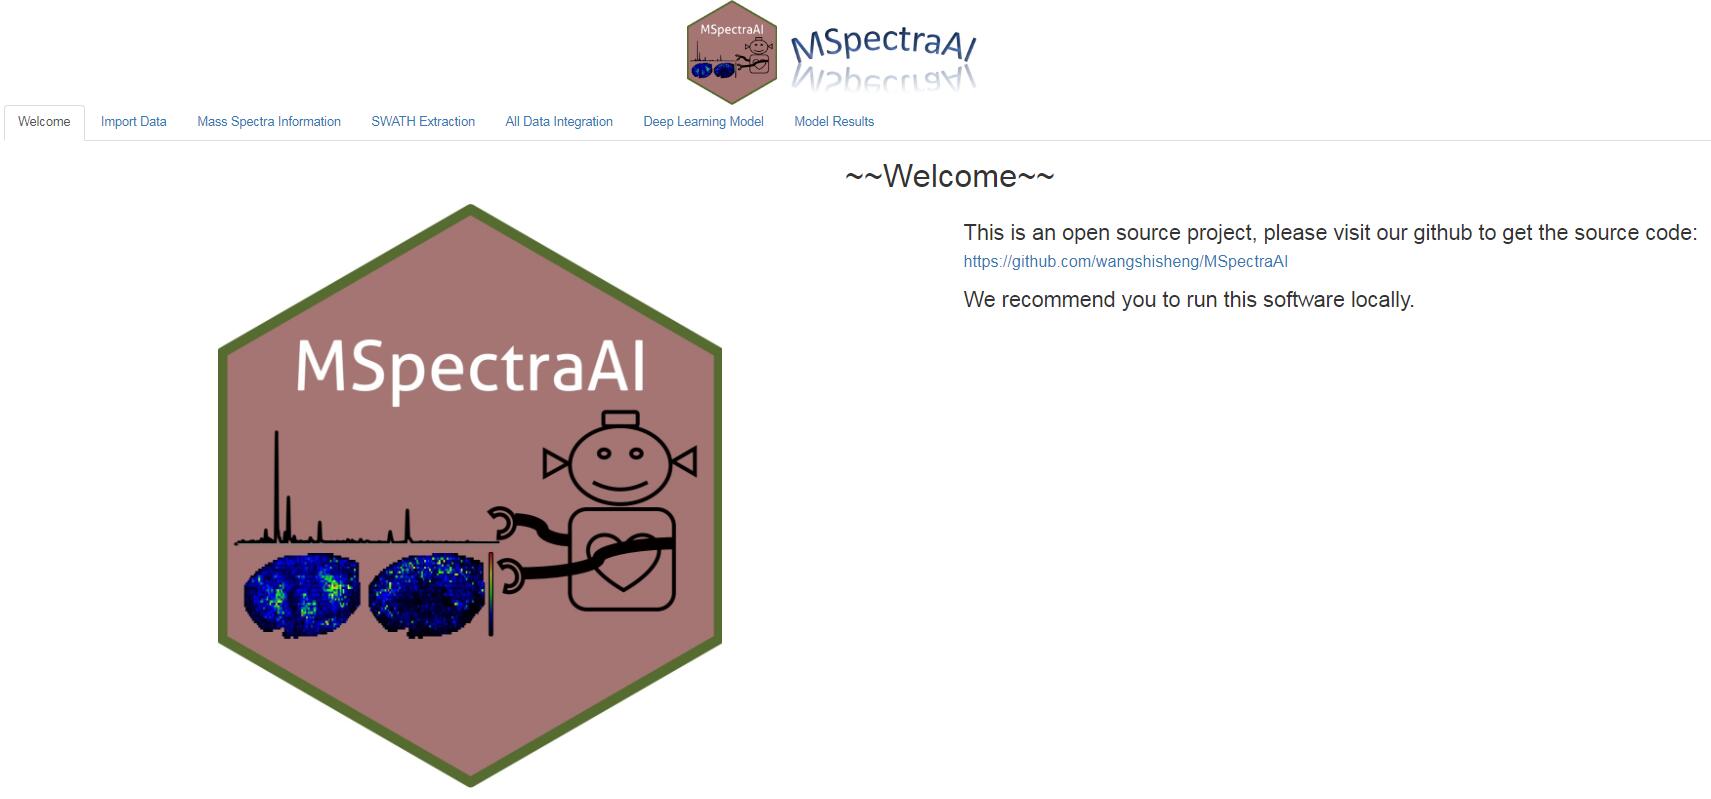 MSpectraAI
MSpectraAI
MSpectraAI
Welcome
Import Data
Mass Spectra Information
SWATH Extraction
All Data Integration
Deep Learning Model
Model Results
~~Welcome~~
This is an open source project, please visit our github to get the source code:
https://github.com/wangshisheng/MSpectraAI
We recommend you to run this software locally.
MSpectraAI